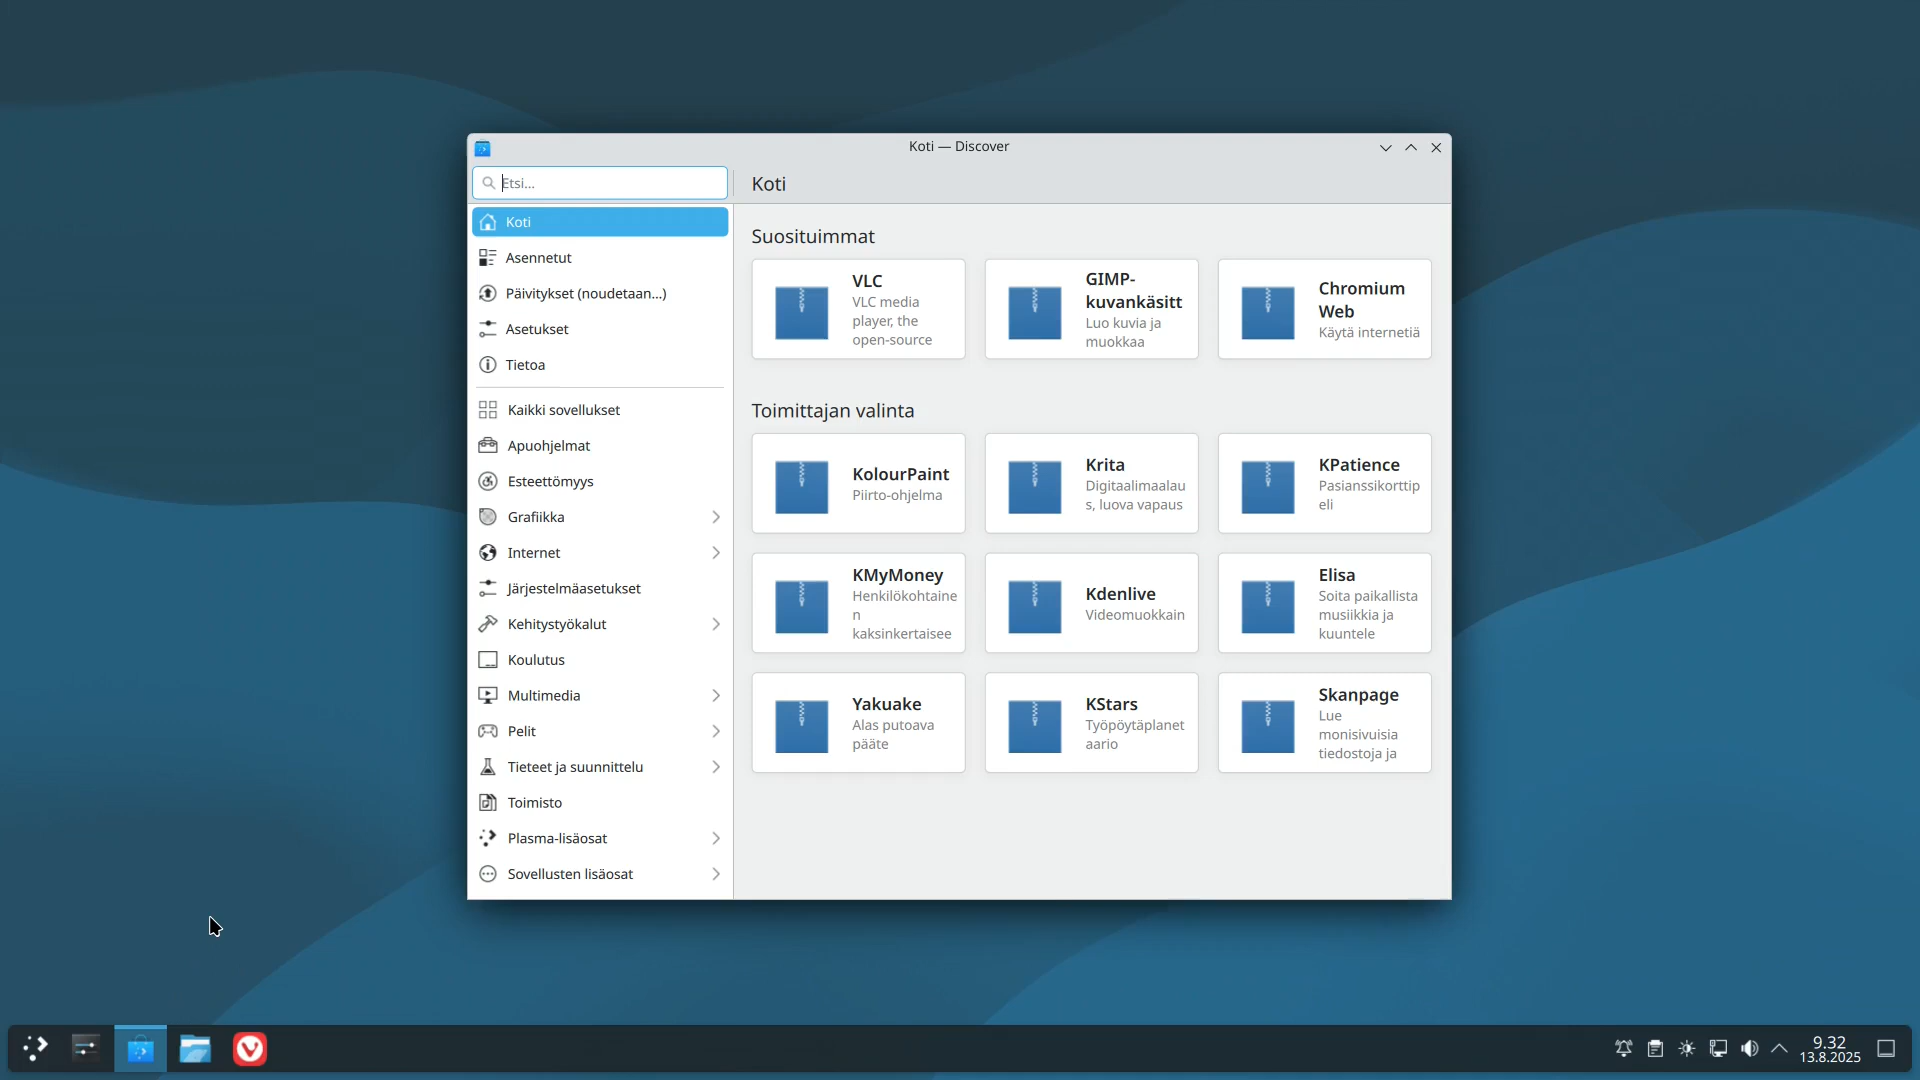 Koti — Discover
Etsi...
Koti
Koti
Asennetut
Päivitykset (noudetaan...)
Asetukset
Tietoa
Kaikki sovellukset
Apuohjelmat
Esteettömyys
Grafiikka
Internet
Järjestelmäasetukset
Kehitystyökalut
Koulutus
Multimedia
Pelit
Tieteet ja suunnittelu
Toimisto
Plasma-lisäosat
Sovellusten lisäosat
Suosituimmat
VLC
VLC media
player, the
open-source
GIMP-
kuvankäsitt
Luo kuvia ja
muokkaa
Chromium
Web
Käytä internetiä
Toimittajan valinta
KolourPaint
Piirto-ohjelma
Krita
Digitaalimaalau
s, luova vapaus
KPatience
Pasianssikorttip
eli
KMyMoney
Henkilökohtaine
n
kaksinkertaisee
Kdenlive
Videomuokkain
Elisa
Soita paikallista
musiikkia ja
kuuntele
Yakuake
Alas putoava
pääte
KStars
Työpöytäplanet
aario
Skanpage
Lue
monisivuisia
tiedostoja ja
9.32
13.8.2025